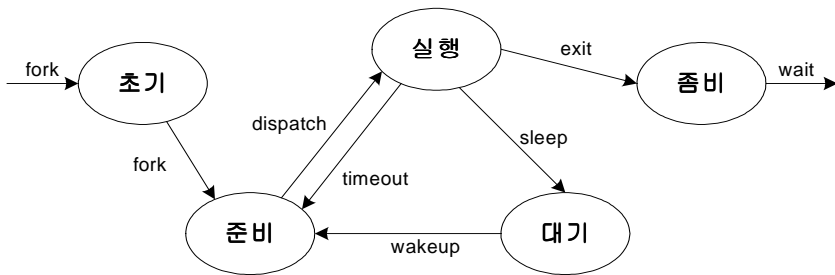 fork
초기
실행
exit
좀비
wait
dispatch
sleep
fork
timeout
준비
wakeup
대기